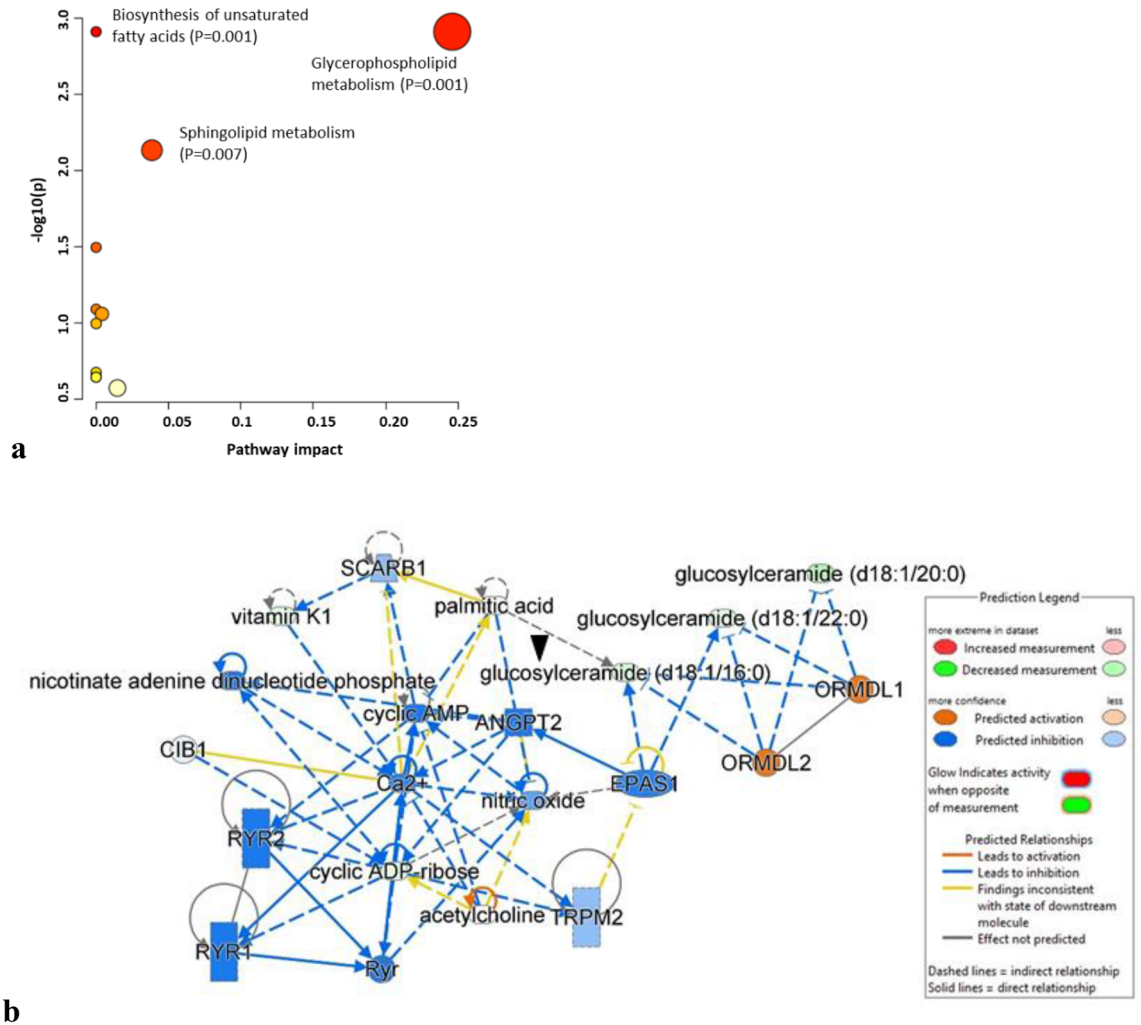 3.0
2.5
2.0
1.5
1.0
0.5
-log10(p)
Biosynthesis of unsaturated
fatty acids (P=0.001)
Glycerophospholipid
metabolism (P=0.001)
Sphingolipid metabolism
(P=0.007)
0.00 0.05 0.1 0.15 0.20 0.25
Pathway impact
a
SCARB1
vitamin K1
palmitic acid
glucosylceramide (d18:1/20:0)
glucosylceramide (d18:1/22:0)
glucosylceramide (d18:1/16:0)
nicotinate adenine dinucleotide phosphate
cyclic AMP
ANGPT2
ORMDL1
CIB1
Ca2+
nitric oxide
EPAS1
ORMDL2
RYR2
cyclic ADP-ribose
acetylcholine
TRPM2
RYR1
Ryr
Prediction Legend
more extreme in dataset less
Increased measurement
Decreased measurement
more confidence less
Predicted activation
Predicted inhibition
Glow Indicates activity
when opposite
of measurement
Predicted Relationships
Leads to activation
Leads to inhibition
Findings inconsistent
with state of downstream
molecule
Effect not predicted
Dashed lines = indirect relationship
Solid lines = direct relationship
b